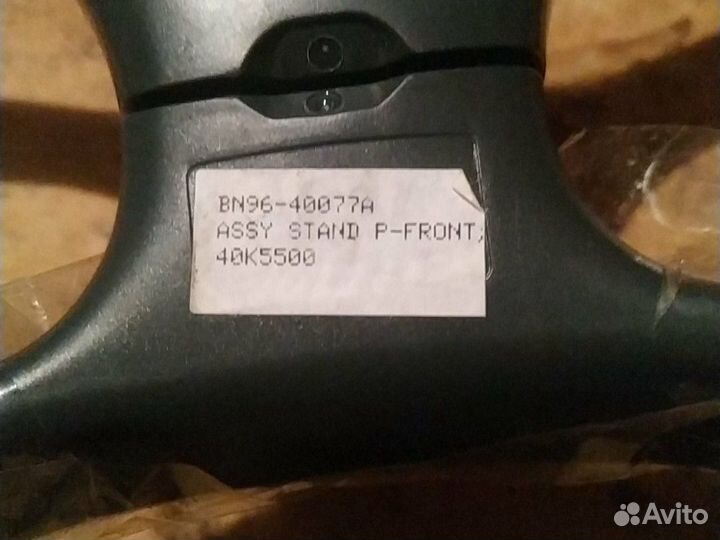 BN96-40077A
ASSY STAND P-FRONT;
40K5500
Avito